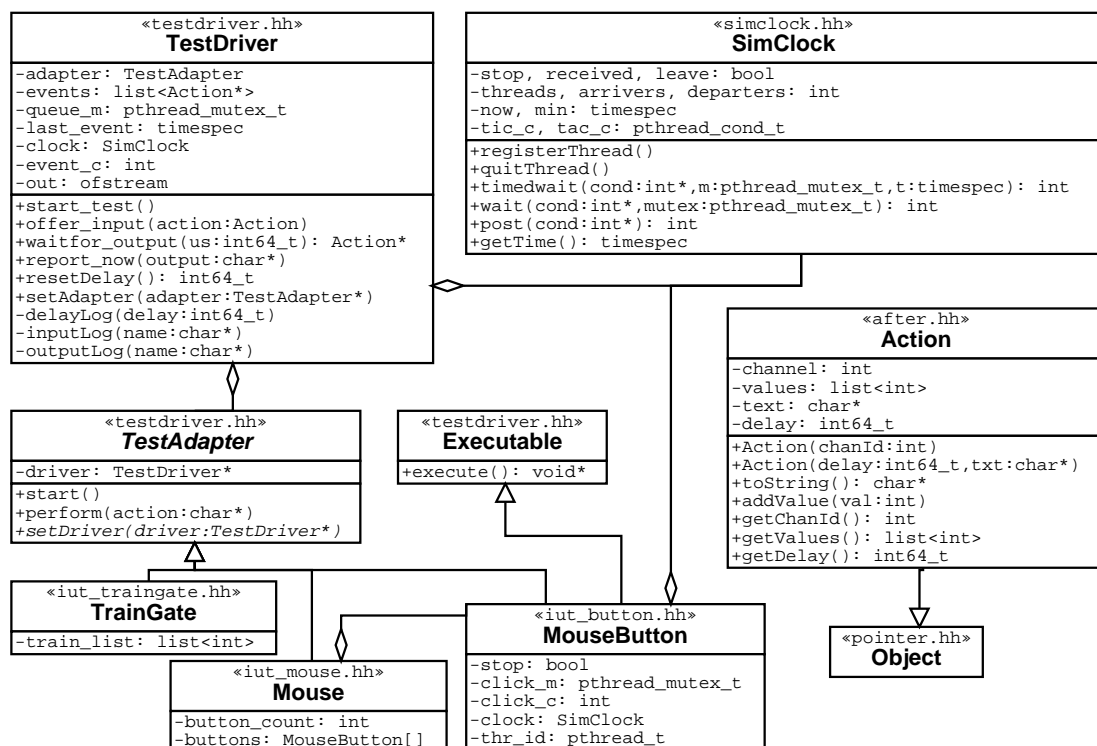 «testdriver.hh»
TestDriver
-adapter: TestAdapter
-events: list<Action*>
-queue_m: pthread_mutex_t
-last_event: timespec
-clock: SimClock
-event_c: int
-out: ofstream
+start_test()
+offer_input(action:Action)
+waitfor_output(us:int64_t): Action*
+report_now(output:char*)
+resetDelay(): int64_t
+setAdapter(adapter:TestAdapter*)
-delayLog(delay:int64_t)
-inputLog(name:char*)
-outputLog(name:char*)
«simclock.hh»
SimClock
-stop, received, leave: bool
-threads, arrivers, departers: int
-now, min: timespec
-tic_c, tac_c: pthread_cond_t
+registerThread()
+quitThread()
+timedwait(cond:int*,m:pthread_mutex_t,t:timespec): int
+wait(cond:int*,mutex:pthread_mutex_t): int
+post(cond:int*): int
+getTime(): timespec
«after.hh»
Action
-channel: int
-values: list<int>
-text: char*
-delay: int64_t
+Action(chanId:int)
+Action(delay:int64_t,txt:char*)
+toString(): char*
+addValue(val:int)
+getChanId(): int
+getValues(): list<int>
+getDelay(): int64_t
«testdriver.hh»
TestAdapter
-driver: TestDriver*
+start()
+perform(action:char*)
+setDriver(driver:TestDriver*)
«testdriver.hh»
Executable
+execute(): void*
«iut_traingate.hh»
TrainGate
-train_list: list<int>
«iut_mouse.hh»
Mouse
-button_count: int
-buttons: MouseButton[]
«iut_button.hh»
MouseButton
-stop: bool
-click_m: pthread_mutex_t
-click_c: int
-clock: SimClock
-thr_id: pthread_t
«pointer.hh»
Object